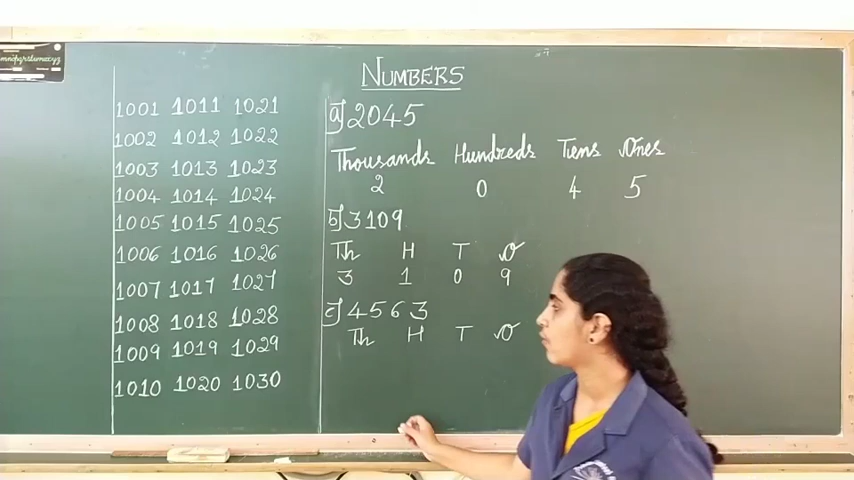 mnopqrstuvwxyz
NUMBERS
1001 1011 1021
1002 1012 1022
1003 1013 1023
1004 1014 1024
1005 1015 1025
1006 1016 1026
1007 1017 1027
1008 1018 1028
1009 1019 1029
1010 1020 1030
a) 2045
Thousands Hundreds Tens Ones
2 0 4 5
b) 3109
Th H T O
3 1 0 9
c) 4563
Th H T O